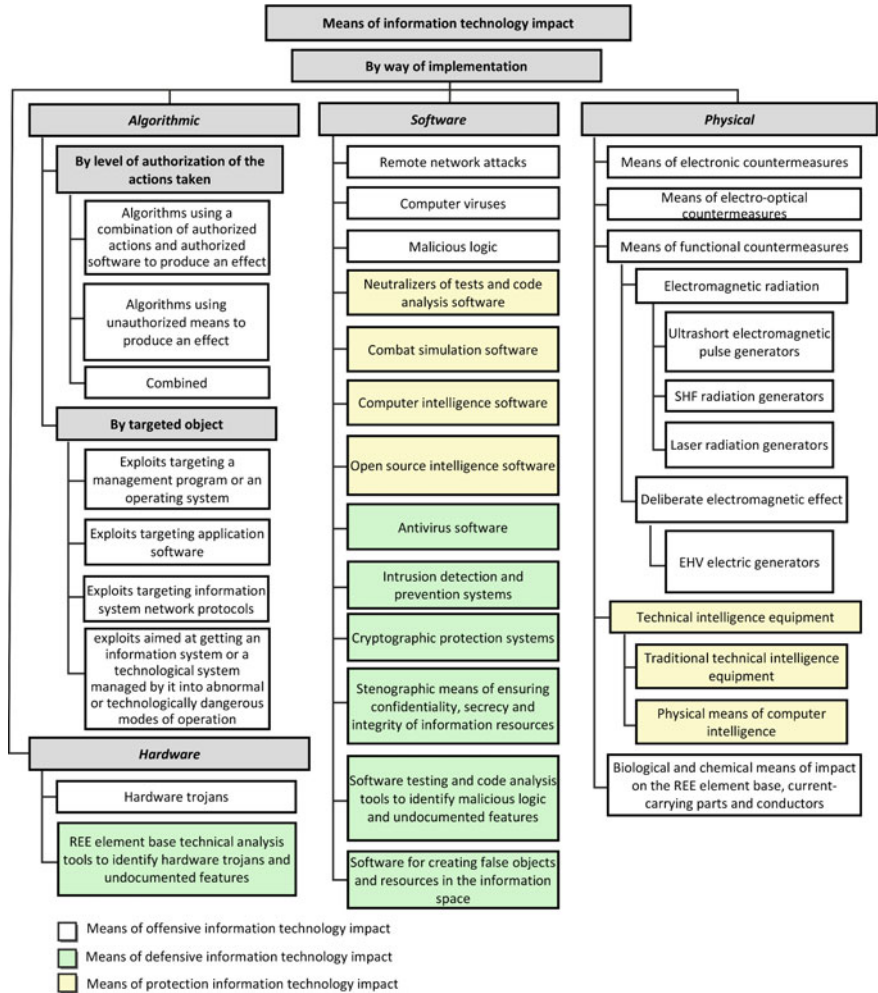 Means of information technology impact
By way of implementation
Algorithmic
By level of authorization of the
actions taken
Algorithms using a
combination of authorized
actions and authorized
software to produce an effect
Algorithms using
unauthorized means to
produce an effect
Combined
By targeted object
Exploits targeting a
management program or an
operating system
Exploits targeting application
software
Exploits targeting information
system network protocols
exploits aimed at getting an
information system or a
technological system
managed by it into abnormal
or technologically dangerous
modes of operation
Hardware
Hardware trojans
REE element base technical analysis
tools to identify hardware trojans and
undocumented features
Software
Remote network attacks
Computer viruses
Malicious logic
Neutralizers of tests and code
analysis software
Combat simulation software
Computer intelligence software
Open source intelligence software
Antivirus software
Intrusion detection and
prevention systems
Cryptographic protection systems
Stenographic means of ensuring
confidentiality, secrecy and
integrity of information resources
Software testing and code analysis
tools to identify malicious logic
and undocumented features
Software for creating false objects
and resources in the information
space
Physical
Means of electronic countermeasures
Means of electro-optical
countermeasures
Means of functional countermeasures
Electromagnetic radiation
Ultrashort electromagnetic
pulse generators
SHF radiation generators
Laser radiation generators
Deliberate electromagnetic effect
EHV electric generators
Technical intelligence equipment
Traditional technical intelligence
equipment
Physical means of computer
intelligence
Biological and chemical means of impact
on the REE element base, current-
carrying parts and conductors
Means of offensive information technology impact
Means of defensive information technology impact
Means of protection information technology impact